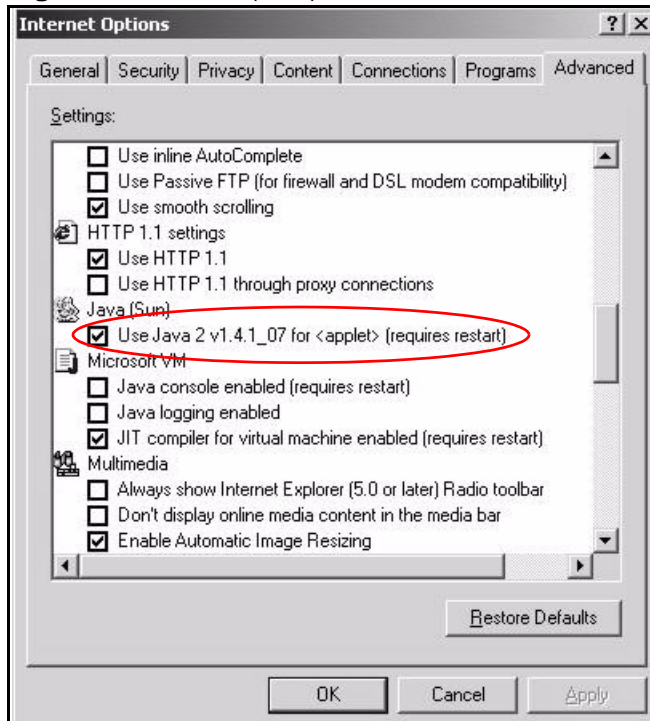 Internet Options
General Security Privacy Content Connections Programs Advanced
Settings:
Use inline AutoComplete
Use Passive FTP (for firewall and DSL modem compatibility)
Use smooth scrolling
HTTP 1.1 settings
Use HTTP 1.1
Use HTTP 1.1 through proxy connections
Java (Sun)
Use Java 2 v1.4.1_07 for <applet> (requires restart)
Microsoft VM
Java console enabled (requires restart)
Java logging enabled
JIT compiler for virtual machine enabled (requires restart)
Multimedia
Always show Internet Explorer (5.0 or later) Radio toolbar
Don't display online media content in the media bar
Enable Automatic Image Resizing
Restore Defaults
OK Cancel Apply